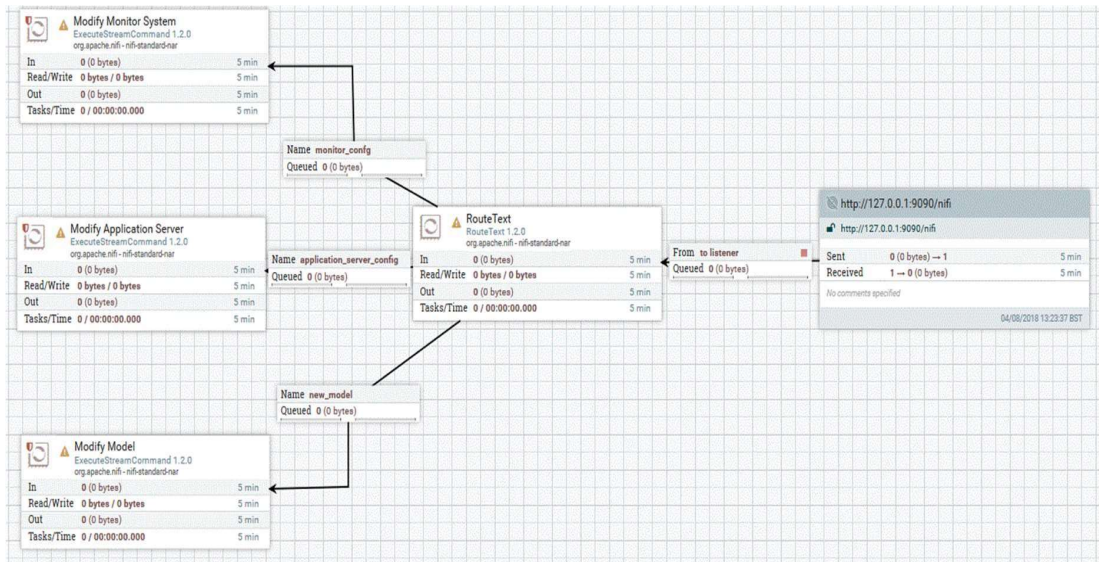 Modify Monitor System
ExecuteStreamCommand 1.2.0
org.apache.nifi - nifi-standard-nar
In 0 (0 bytes) 5 min
Read/Write 0 bytes / 0 bytes 5 min
Out 0 (0 bytes) 5 min
Tasks/Time 0 / 00:00:00.000 5 min
Name monitor_confg
Queued 0 (0 bytes)
Modify Application Server
ExecuteStreamCommand 1.2.0
org.apache.nifi - nifi-standard-nar
In 0 (0 bytes) 5 min
Read/Write 0 bytes / 0 bytes 5 min
Out 0 (0 bytes) 5 min
Tasks/Time 0 / 00:00:00.000 5 min
Name application_server_config
Queued 0 (0 bytes)
RouteText
RouteText 1.2.0
org.apache.nifi - nifi-standard-nar
In 0 (0 bytes) 5 min
Read/Write 0 bytes / 0 bytes 5 min
Out 0 (0 bytes) 5 min
Tasks/Time 0 / 00:00:00.000 5 min
From to listener
Queued 0 (0 bytes)
http://127.0.0.1:9090/nifi
http://127.0.0.1:9090/nifi
Sent 0 (0 bytes) → 1 5 min
Received 1 → 0 (0 bytes) 5 min
No comments specified
04/08/2018 13:23:37 BST
Name new_model
Queued 0 (0 bytes)
Modify Model
ExecuteStreamCommand 1.2.0
org.apache.nifi - nifi-standard-nar
In 0 (0 bytes) 5 min
Read/Write 0 bytes / 0 bytes 5 min
Out 0 (0 bytes) 5 min
Tasks/Time 0 / 00:00:00.000 5 min